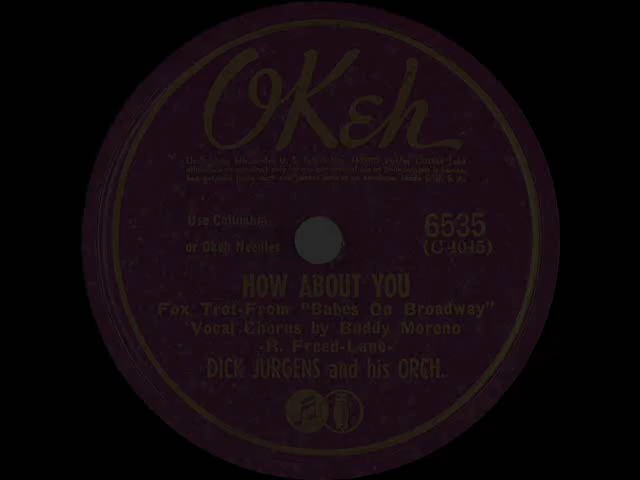 OKeh
Use Columbia
6535
or Okeh Needles
(C 4045)
HOW ABOUT YOU
Fox Trot-From "Babes On Broadway"
Vocal Chorus by Buddy Moreno
-R. Freed-Lane-
DICK JURGENS and his ORCH.